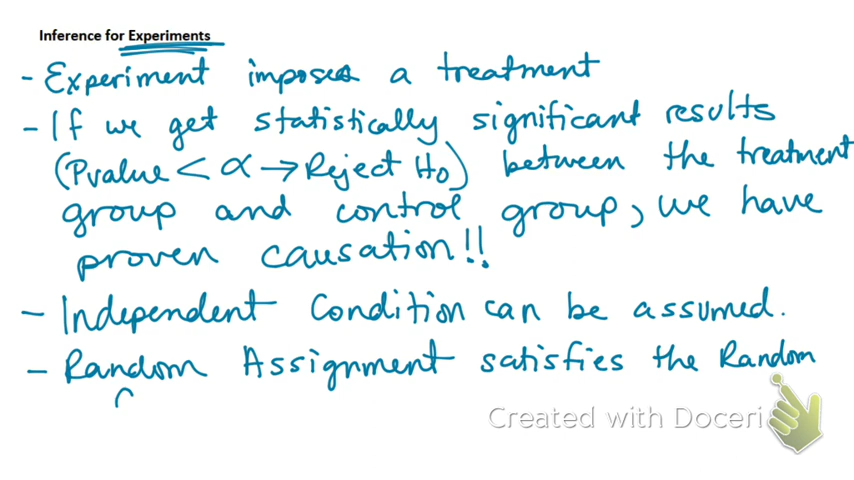 Inference for Experiments
- Experiment imposes a treatment
- If we get statistically significant results
(Pvalue < α → Reject H0) between the treatment
group and control group, we have
proven causation!!
- Independent Condition can be assumed.
- Random Assignment satisfies the Random
Created with Doceri